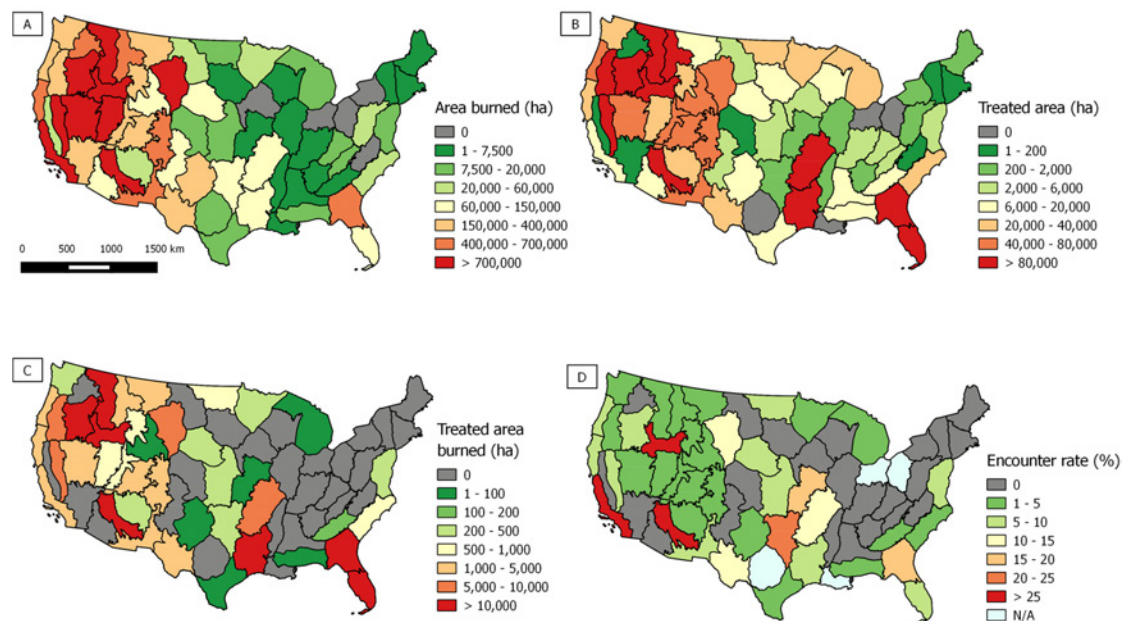 A
Area burned (ha)
0
1 - 7,500
7,500 - 20,000
20,000 - 60,000
60,000 - 150,000
150,000 - 400,000
400,000 - 700,000
> 700,000
0 500 1000 1500 km
B
Treated area (ha)
0
1 - 200
200 - 2,000
2,000 - 6,000
6,000 - 20,000
20,000 - 40,000
40,000 - 80,000
> 80,000
C
Treated area
burned (ha)
0
1 - 100
100 - 200
200 - 500
500 - 1,000
1,000 - 5,000
5,000 - 10,000
> 10,000
D
Encounter rate (%)
0
1 - 5
5 - 10
10 - 15
15 - 20
20 - 25
> 25
N/A